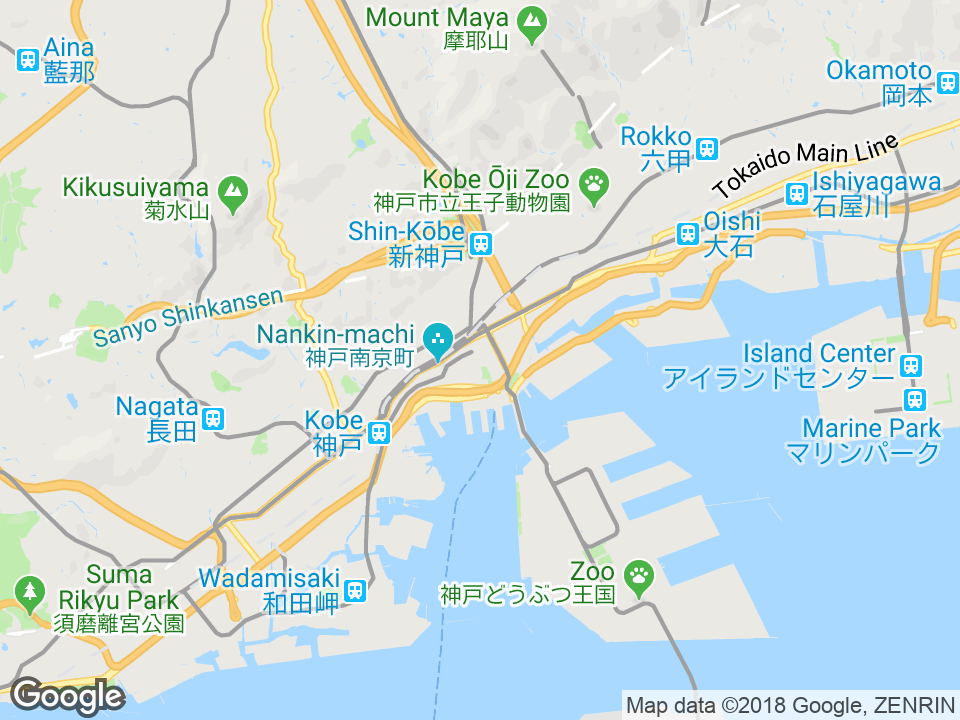 Mount Maya
摩耶山
Aina
藍那
Okamoto
岡本
Rokko
六甲
Tokaido Main Line
Kikusuiyama
菊水山
Kobe Ōji Zoo
神戸市立王子動物園
Ishiyagawa
石屋川
Shin-Kōbe
新神戸
Oishi
大石
Sanyo Shinkansen
Nankin-machi
神戸南京町
Island Center
アイランドセンター
Nagata
長田
Kobe
神戸
Marine Park
マリンパーク
Suma
Rikyu Park
須磨離宮公園
Wadamisaki
和田岬
Zoo
神戸どうぶつ王国
Google
Map data ©2018 Google, ZENRIN